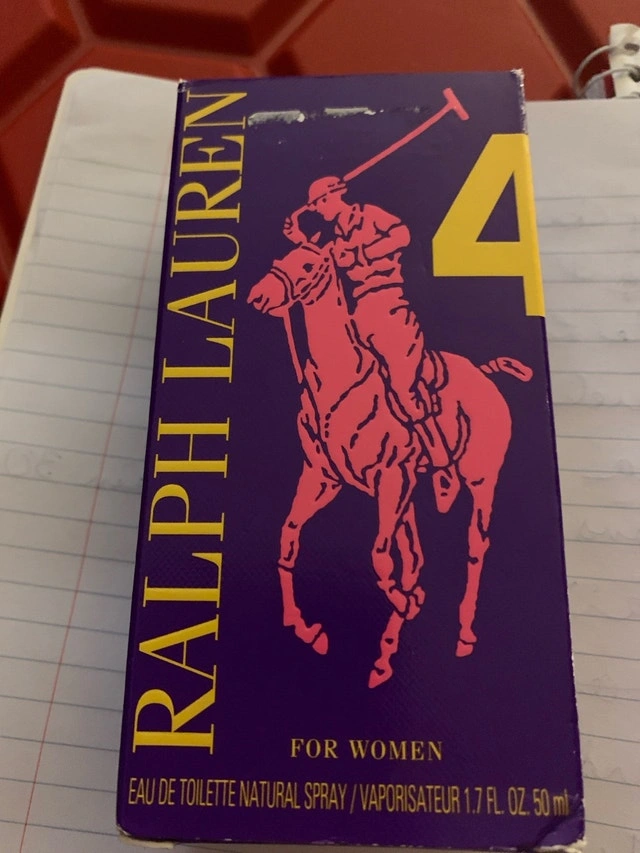 RALPH LAUREN
4
FOR WOMEN
EAU DE TOILETTE NATURAL SPRAY / VAPORISATEUR 1.7 FL. OZ. 50 ml